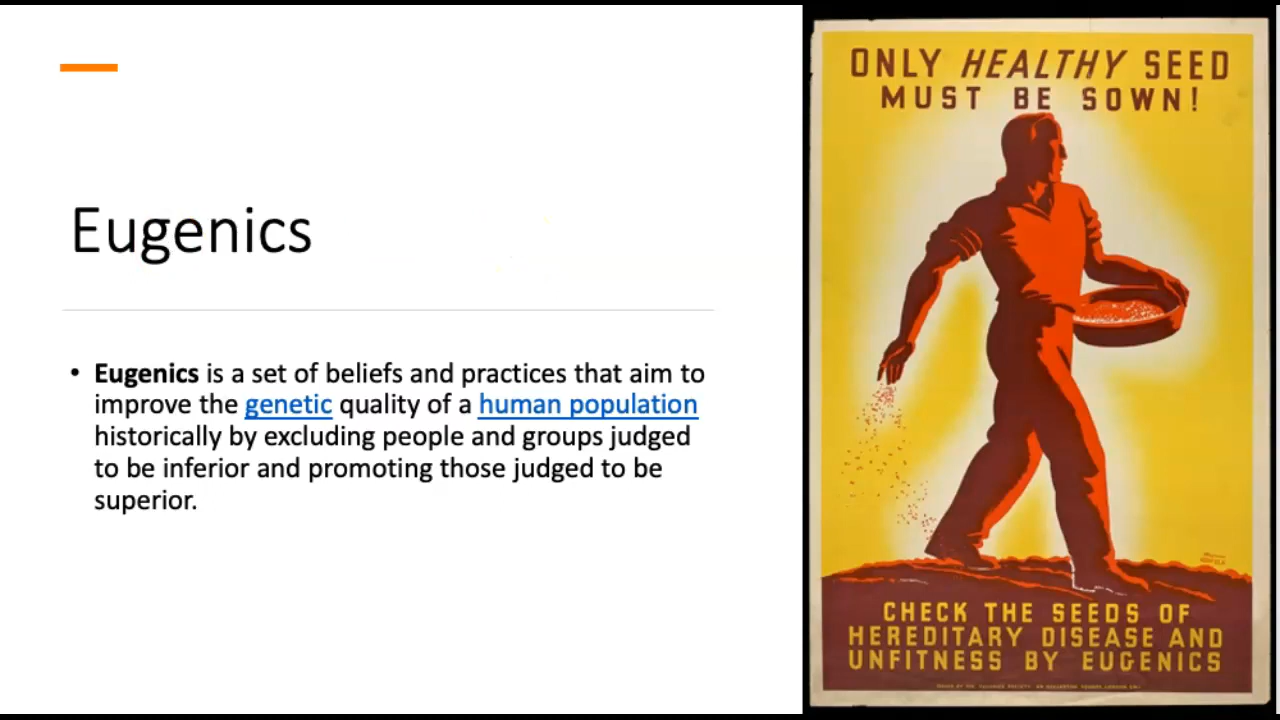 Eugenics
• Eugenics is a set of beliefs and practices that aim to
improve the genetic quality of a human population
historically by excluding people and groups judged
to be inferior and promoting those judged to be
superior.
ONLY HEALTHY SEED
MUST BE SOWN!
CHECK THE SEEDS OF
HEREDITARY DISEASE AND
UNFITNESS BY EUGENICS